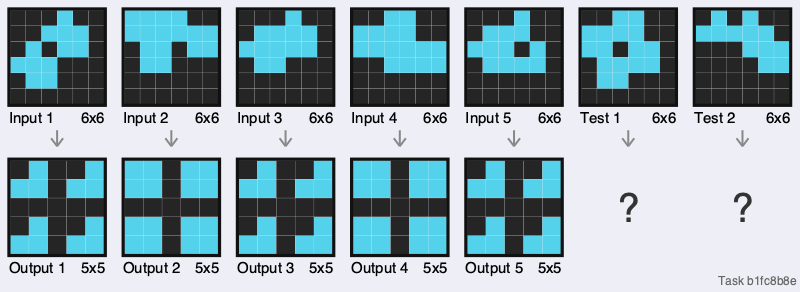 Input 1 6x6 Input 2 6x6 Input 3 6x6 Input 4 6x6 Input 5 6x6 Test 1 6x6 Test 2 6x6
? ?
Output 1 5x5 Output 2 5x5 Output 3 5x5 Output 4 5x5 Output 5 5x5
Task b1fc8b8e